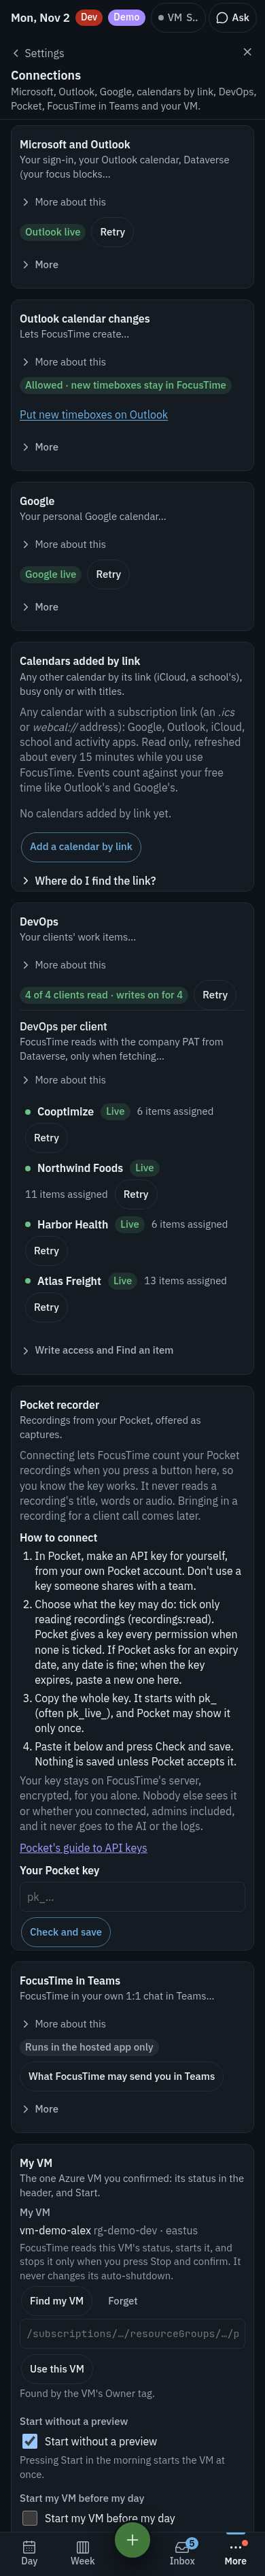 Mon, Nov 2 Dev Demo VM S.. Ask
Settings
Connections
Microsoft, Outlook, Google, calendars by link, DevOps,
Pocket, FocusTime in Teams and your VM.
Microsoft and Outlook
Your sign-in, your Outlook calendar, Dataverse
(your focus blocks…
More about this
Outlook live Retry
More
Outlook calendar changes
Lets FocusTime create…
More about this
Allowed · new timeboxes stay in FocusTime
Put new timeboxes on Outlook
More
Google
Your personal Google calendar…
More about this
Google live Retry
More
Calendars added by link
Any other calendar by its link (iCloud, a school's),
busy only or with titles.
Any calendar with a subscription link (an .ics
or webcal:// address): Google, Outlook, iCloud,
school and activity apps. Read only, refreshed
about every 15 minutes while you use
FocusTime. Events count against your free
time like Outlook's and Google's.
No calendars added by link yet.
Add a calendar by link
Where do I find the link?
DevOps
Your clients' work items…
More about this
4 of 4 clients read · writes on for 4 Retry
DevOps per client
FocusTime reads with the company PAT from
Dataverse, only when fetching…
More about this
Cooptimize Live 6 items assigned
Retry
Northwind Foods Live
11 items assigned Retry
Harbor Health Live 6 items assigned
Retry
Atlas Freight Live 13 items assigned
Retry
Write access and Find an item
Pocket recorder
Recordings from your Pocket, offered as
captures.
Connecting lets FocusTime count your Pocket
recordings when you press a button here, so
you know the key works. It never reads a
recording's title, words or audio. Bringing in a
recording for a client call comes later.
How to connect
1. In Pocket, make an API key for yourself,
from your own Pocket account. Don't use a
key someone shares with a team.
2. Choose what the key may do: tick only
reading recordings (recordings:read).
Pocket gives a key every permission when
none is ticked. If Pocket asks for an expiry
date, any date is fine; when the key
expires, paste a new one here.
3. Copy the whole key. It starts with pk_
(often pk_live_), and Pocket may show it
only once.
4. Paste it below and press Check and save.
Nothing is saved unless Pocket accepts it.
Your key stays on FocusTime's server,
encrypted, for you alone. Nobody else sees it
or whether you connected, admins included,
and it never goes to the AI or the logs.
Pocket's guide to API keys
Your Pocket key
pk_…
Check and save
FocusTime in Teams
FocusTime in your own 1:1 chat in Teams…
More about this
Runs in the hosted app only
What FocusTime may send you in Teams
More
My VM
The one Azure VM you confirmed: its status in the
header, and Start.
My VM
vm-demo-alex rg-demo-dev · eastus
FocusTime reads this VM's status, starts it, and
stops it only when you press Stop and confirm. It
never changes its auto-shutdown.
Find my VM Forget
/subscriptions/…/resourceGroups/…/p
Use this VM
Found by the VM's Owner tag.
Start without a preview
Start without a preview
Pressing Start in the morning starts the VM at
once.
Start my VM before my day
Start my VM before my day
Day Week Inbox 5 More